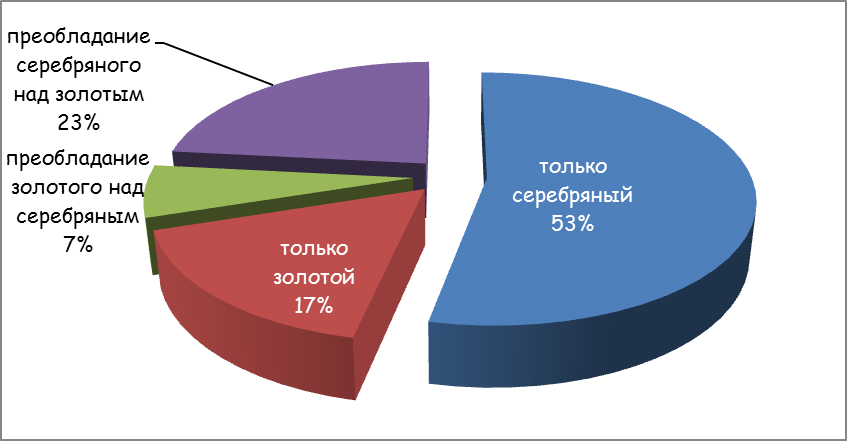 преобладание
серебряного
над золотым
23%
преобладание
золотого над
серебряным
7%
только
золотой
17%
только
серебряный
53%